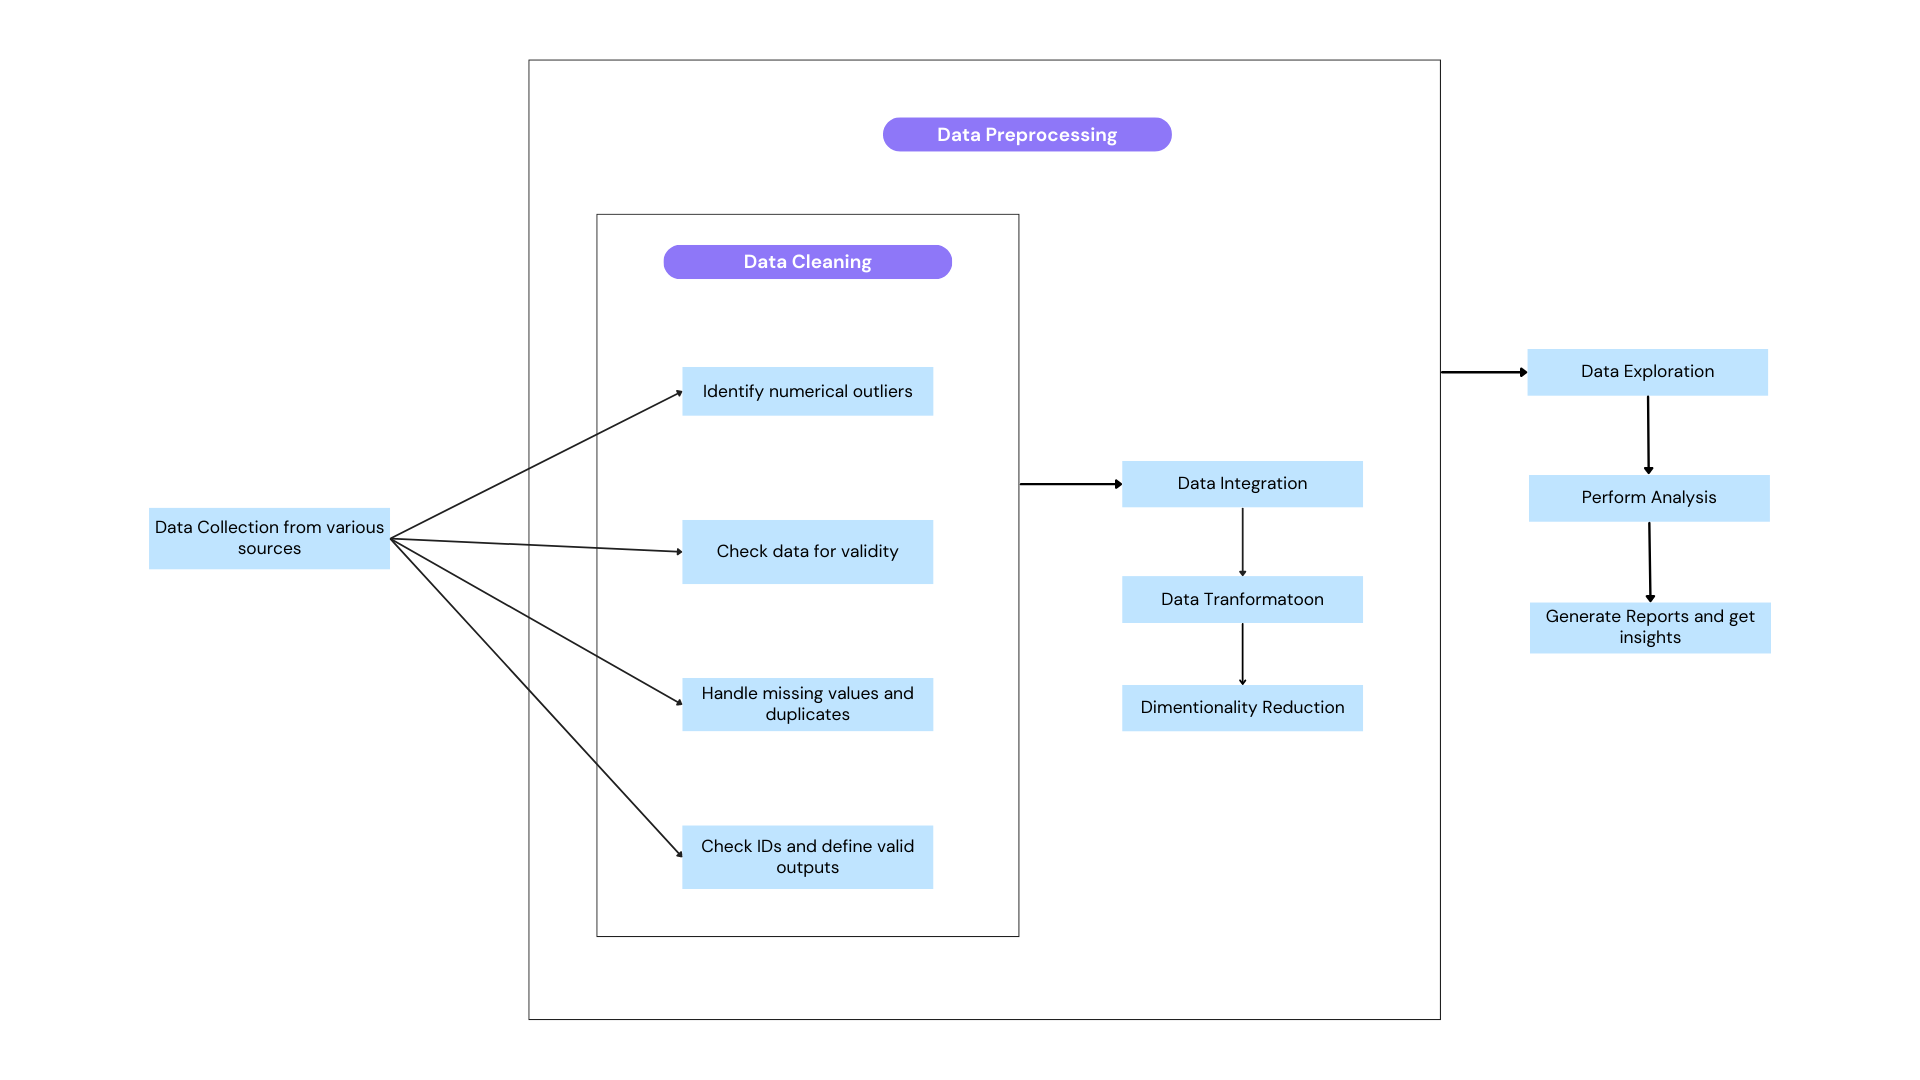 Data Preprocessing
Data Cleaning
Identify numerical outliers
Data Exploration
Data Integration
Perform Analysis
Data Collection from various
sources
Check data for validity
Data Tranformatoon
Generate Reports and get
insights
Handle missing values and
duplicates
Dimentionality Reduction
Check IDs and define valid
outputs